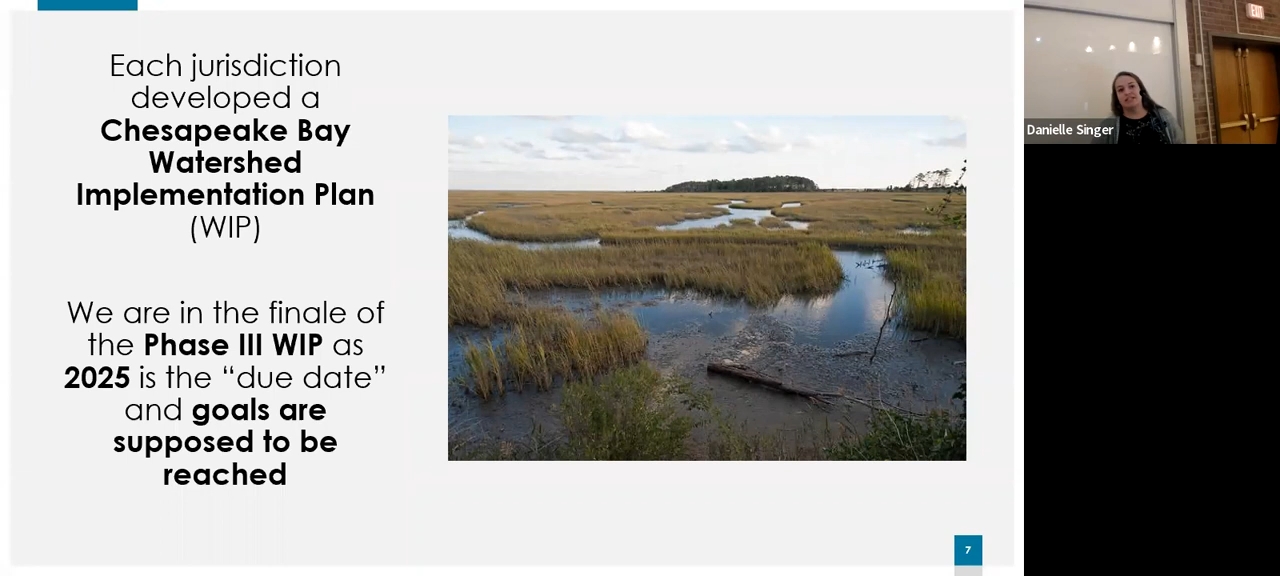 Each jurisdiction
developed a
Chesapeake Bay
Watershed
Implementation Plan
(WIP)
We are in the finale of
the Phase III WIP as
2025 is the “due date”
and goals are
supposed to be
reached
7
Danielle Singer
EXIT